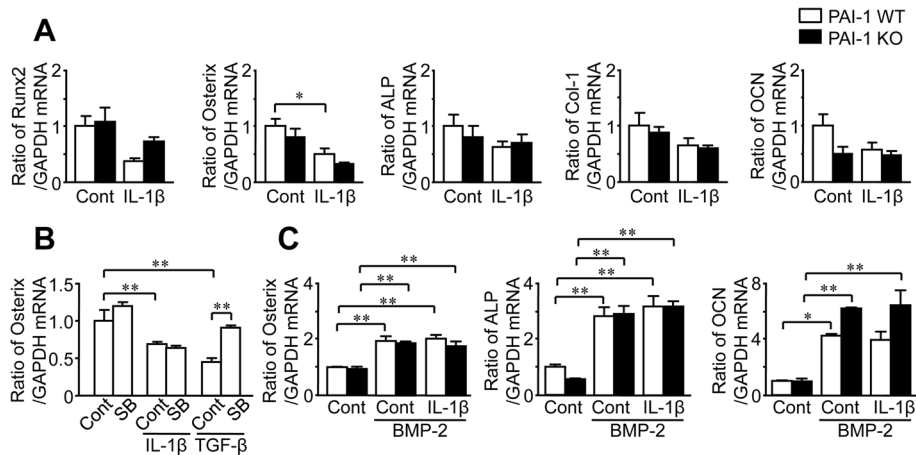 A
PAI-1 WT
PAI-1 KO
Ratio of Runx2
/GAPDH mRNA
2
1
0
Cont IL-1β
Ratio of Osterix
/GAPDH mRNA
2
1
0
*
Cont IL-1β
Ratio of ALP
/GAPDH mRNA
2
1
0
Cont IL-1β
Ratio of Col-1
/GAPDH mRNA
2
1
0
Cont IL-1β
Ratio of OCN
/GAPDH mRNA
2
1
0
Cont IL-1β
B
Ratio of Osterix
/GAPDH mRNA
1.5
1.0
0.5
0
**
**
**
Cont SB Cont SB Cont SB
IL-1β TGF-β
C
Ratio of Osterix
/GAPDH mRNA
4
2
0
**
**
**
**
Cont Cont IL-1β
BMP-2
Ratio of ALP
/GAPDH mRNA
4
2
0
**
**
**
**
Cont Cont IL-1β
BMP-2
Ratio of OCN
/GAPDH mRNA
8
4
0
**
**
*
Cont Cont IL-1β
BMP-2